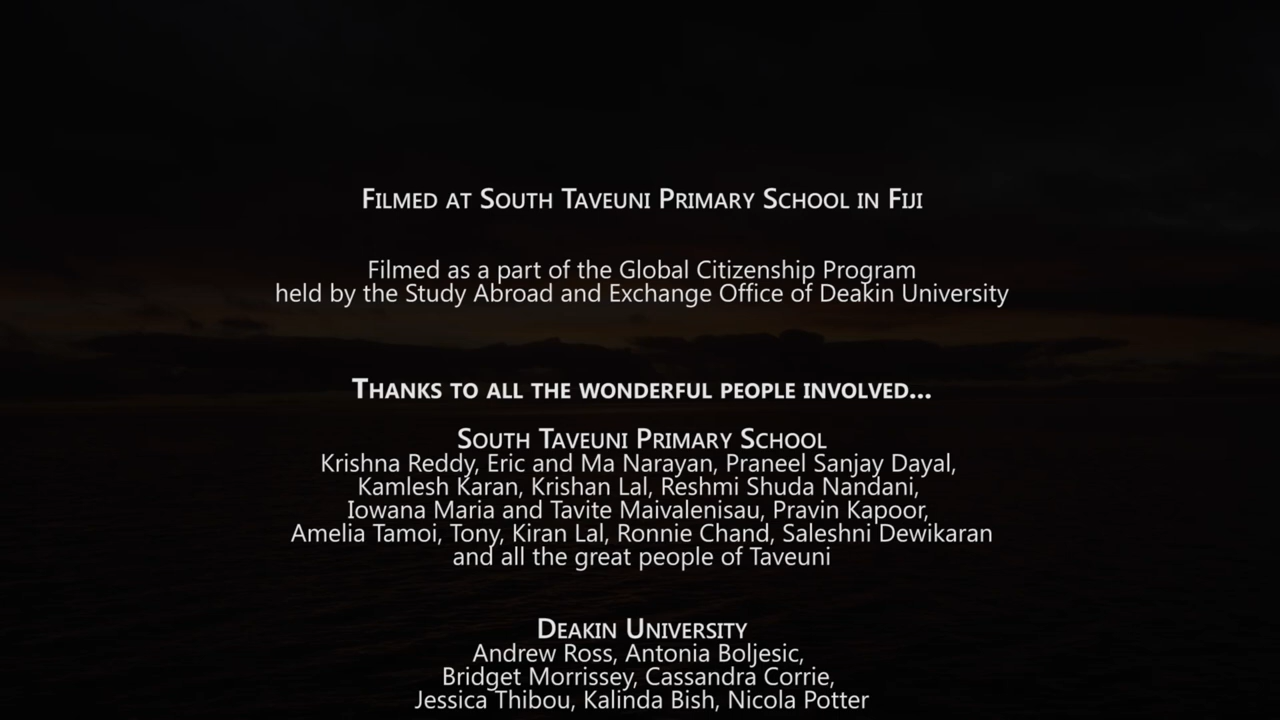 Filmed at South Taveuni Primary School in Fiji
Filmed as a part of the Global Citizenship Program
held by the Study Abroad and Exchange Office of Deakin University
Thanks to all the wonderful people involved...
South Taveuni Primary School
Krishna Reddy, Eric and Ma Narayan, Praneel Sanjay Dayal,
Kamlesh Karan, Krishan Lal, Reshmi Shuda Nandani,
Iowana Maria and Tavite Maivalenisau, Pravin Kapoor,
Amelia Tamoi, Tony, Kiran Lal, Ronnie Chand, Saleshni Dewikaran
and all the great people of Taveuni
Deakin University
Andrew Ross, Antonia Boljesic,
Bridget Morrissey, Cassandra Corrie,
Jessica Thibou, Kalinda Bish, Nicola Potter